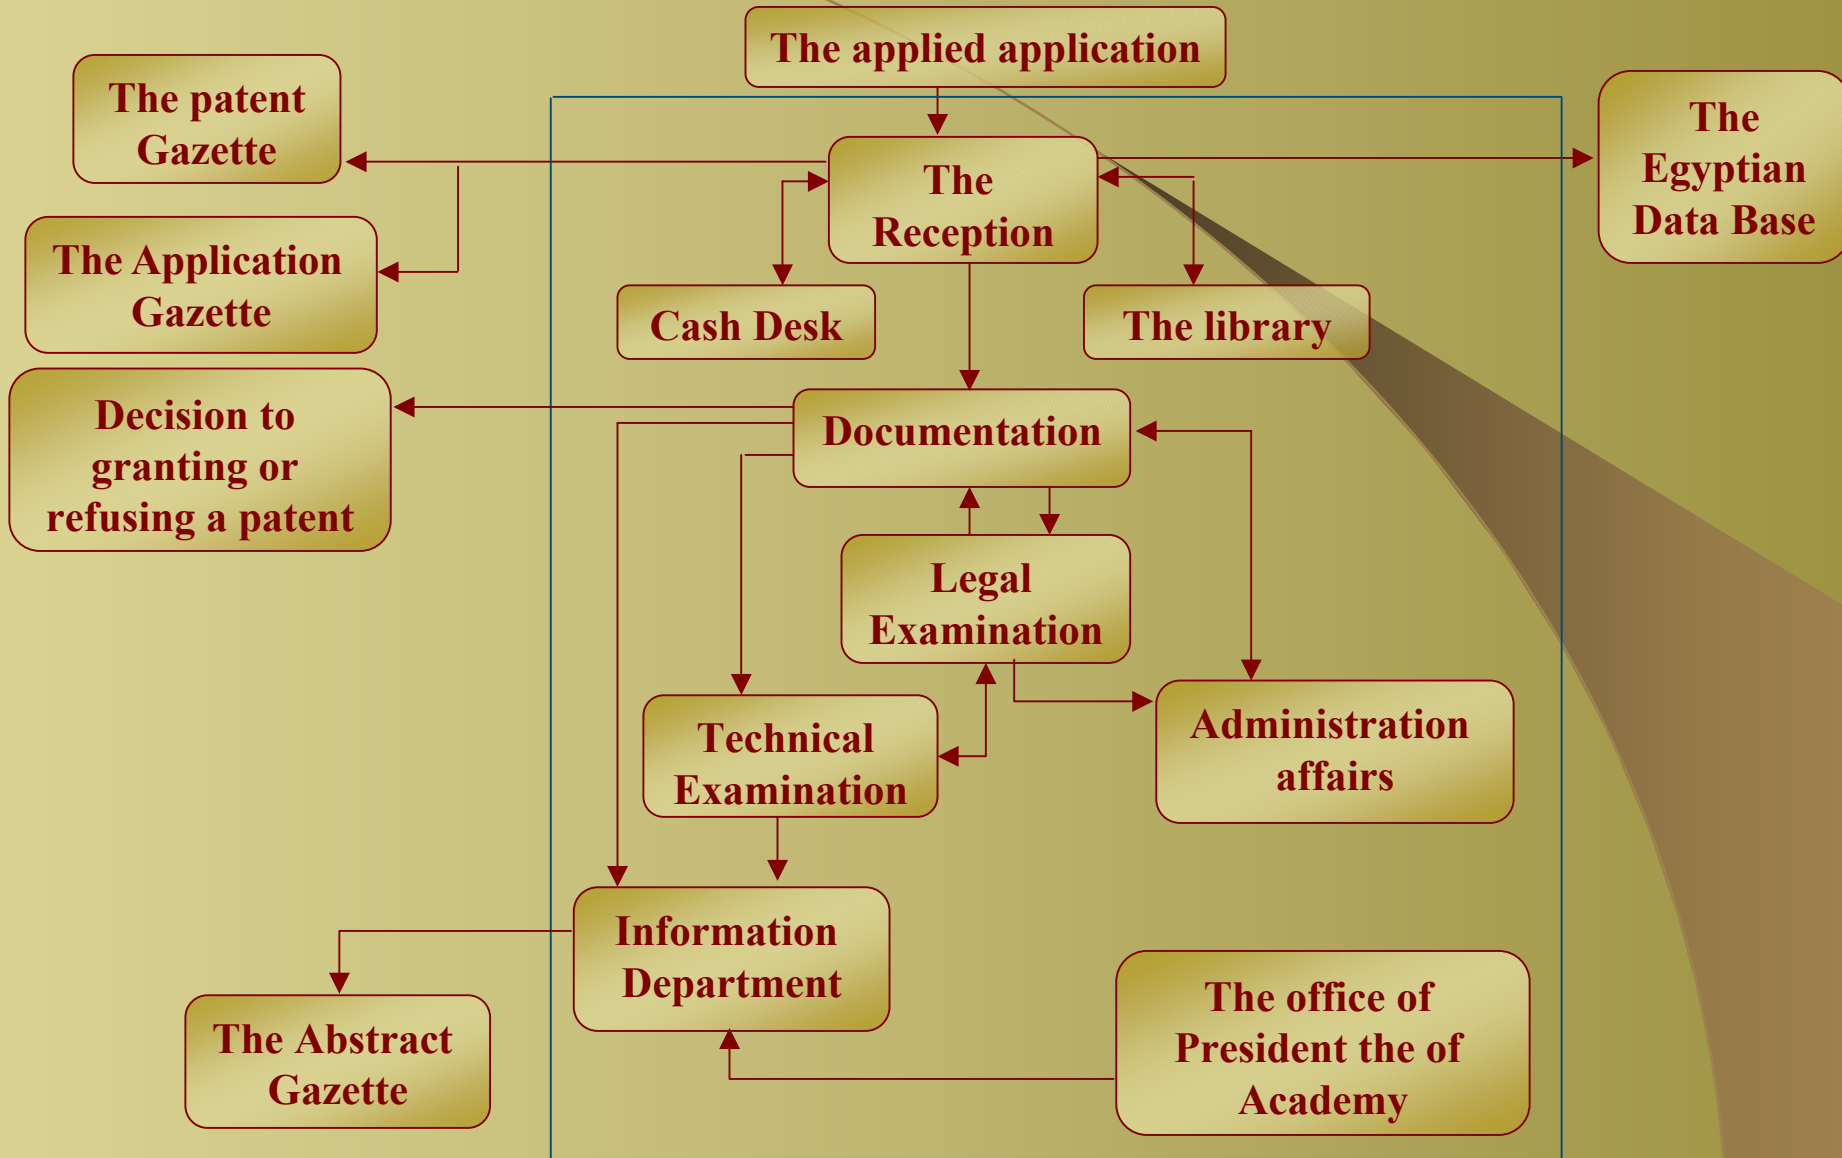 The applied application
The patent
Gazette
The
Egyptian
Data Base
The
Reception
The Application
Gazette
Cash Desk
The library
Decision to
granting or
refusing a patent
Documentation
Legal
Examination
Technical
Examination
Administration
affairs
Information
Department
The office of
President the of
Academy
The Abstract
Gazette